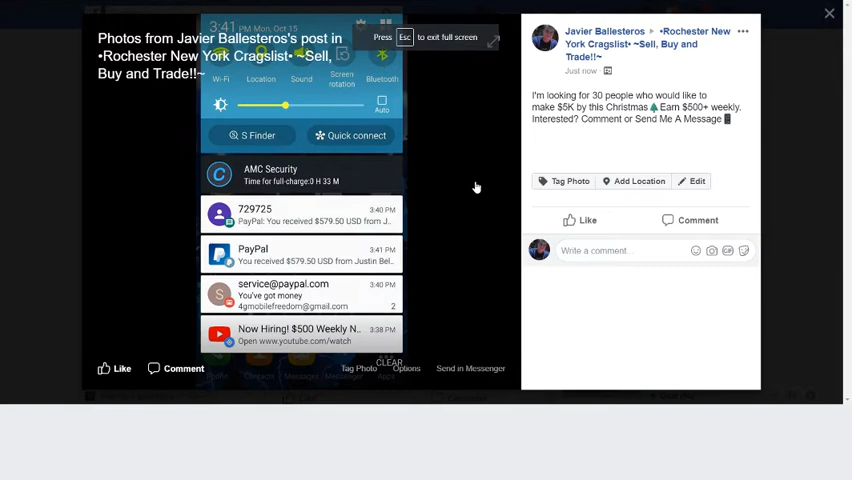 3:41 PM, Mon, Oct 15
Photos from Javier Ballesteros's post in
•Rochester New York Cragslist• ~Sell,
Buy and Trade!!~
Press Esc to exit full screen
Wi-Fi Location Sound Screen rotation Bluetooth
Auto
S Finder Quick connect
AMC Security
Time for full-charge:0 H 33 M
729725 3:40 PM
PayPal: You received $579.50 USD from J..
PayPal 3:41 PM
You received $579.50 USD from Justin Bel..
service@paypal.com 3:40 PM
You've got money
4gmobilefreedom@gmail.com 2
Now Hiring! $500 Weekly N.. 3:38 PM
Open www.youtube.com/watch
CLEAR
Like Comment Tag Photo Options Send in Messenger
Javier Ballesteros ▸ •Rochester New
York Cragslist• ~Sell, Buy and
Trade!!~
Just now
I'm looking for 30 people who would like to
make $5K by this Christmas🌲Earn $500+ weekly.
Interested? Comment or Send Me A Message📱
Tag Photo Add Location Edit
Like Comment
Write a comment...
GIF